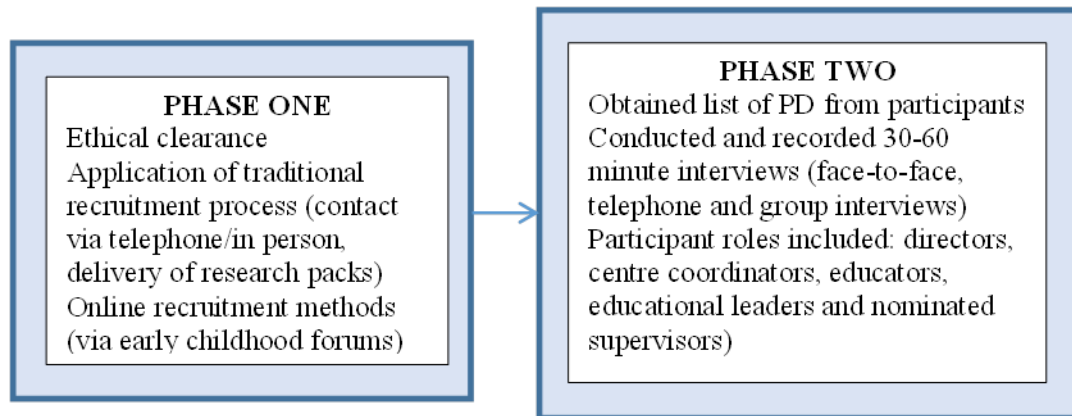 PHASE ONE
Ethical clearance
Application of traditional
recruitment process (contact
via telephone/in person,
delivery of research packs)
Online recruitment methods
(via early childhood forums)
PHASE TWO
Obtained list of PD from participants
Conducted and recorded 30-60
minute interviews (face-to-face,
telephone and group interviews)
Participant roles included: directors,
centre coordinators, educators,
educational leaders and nominated
supervisors)